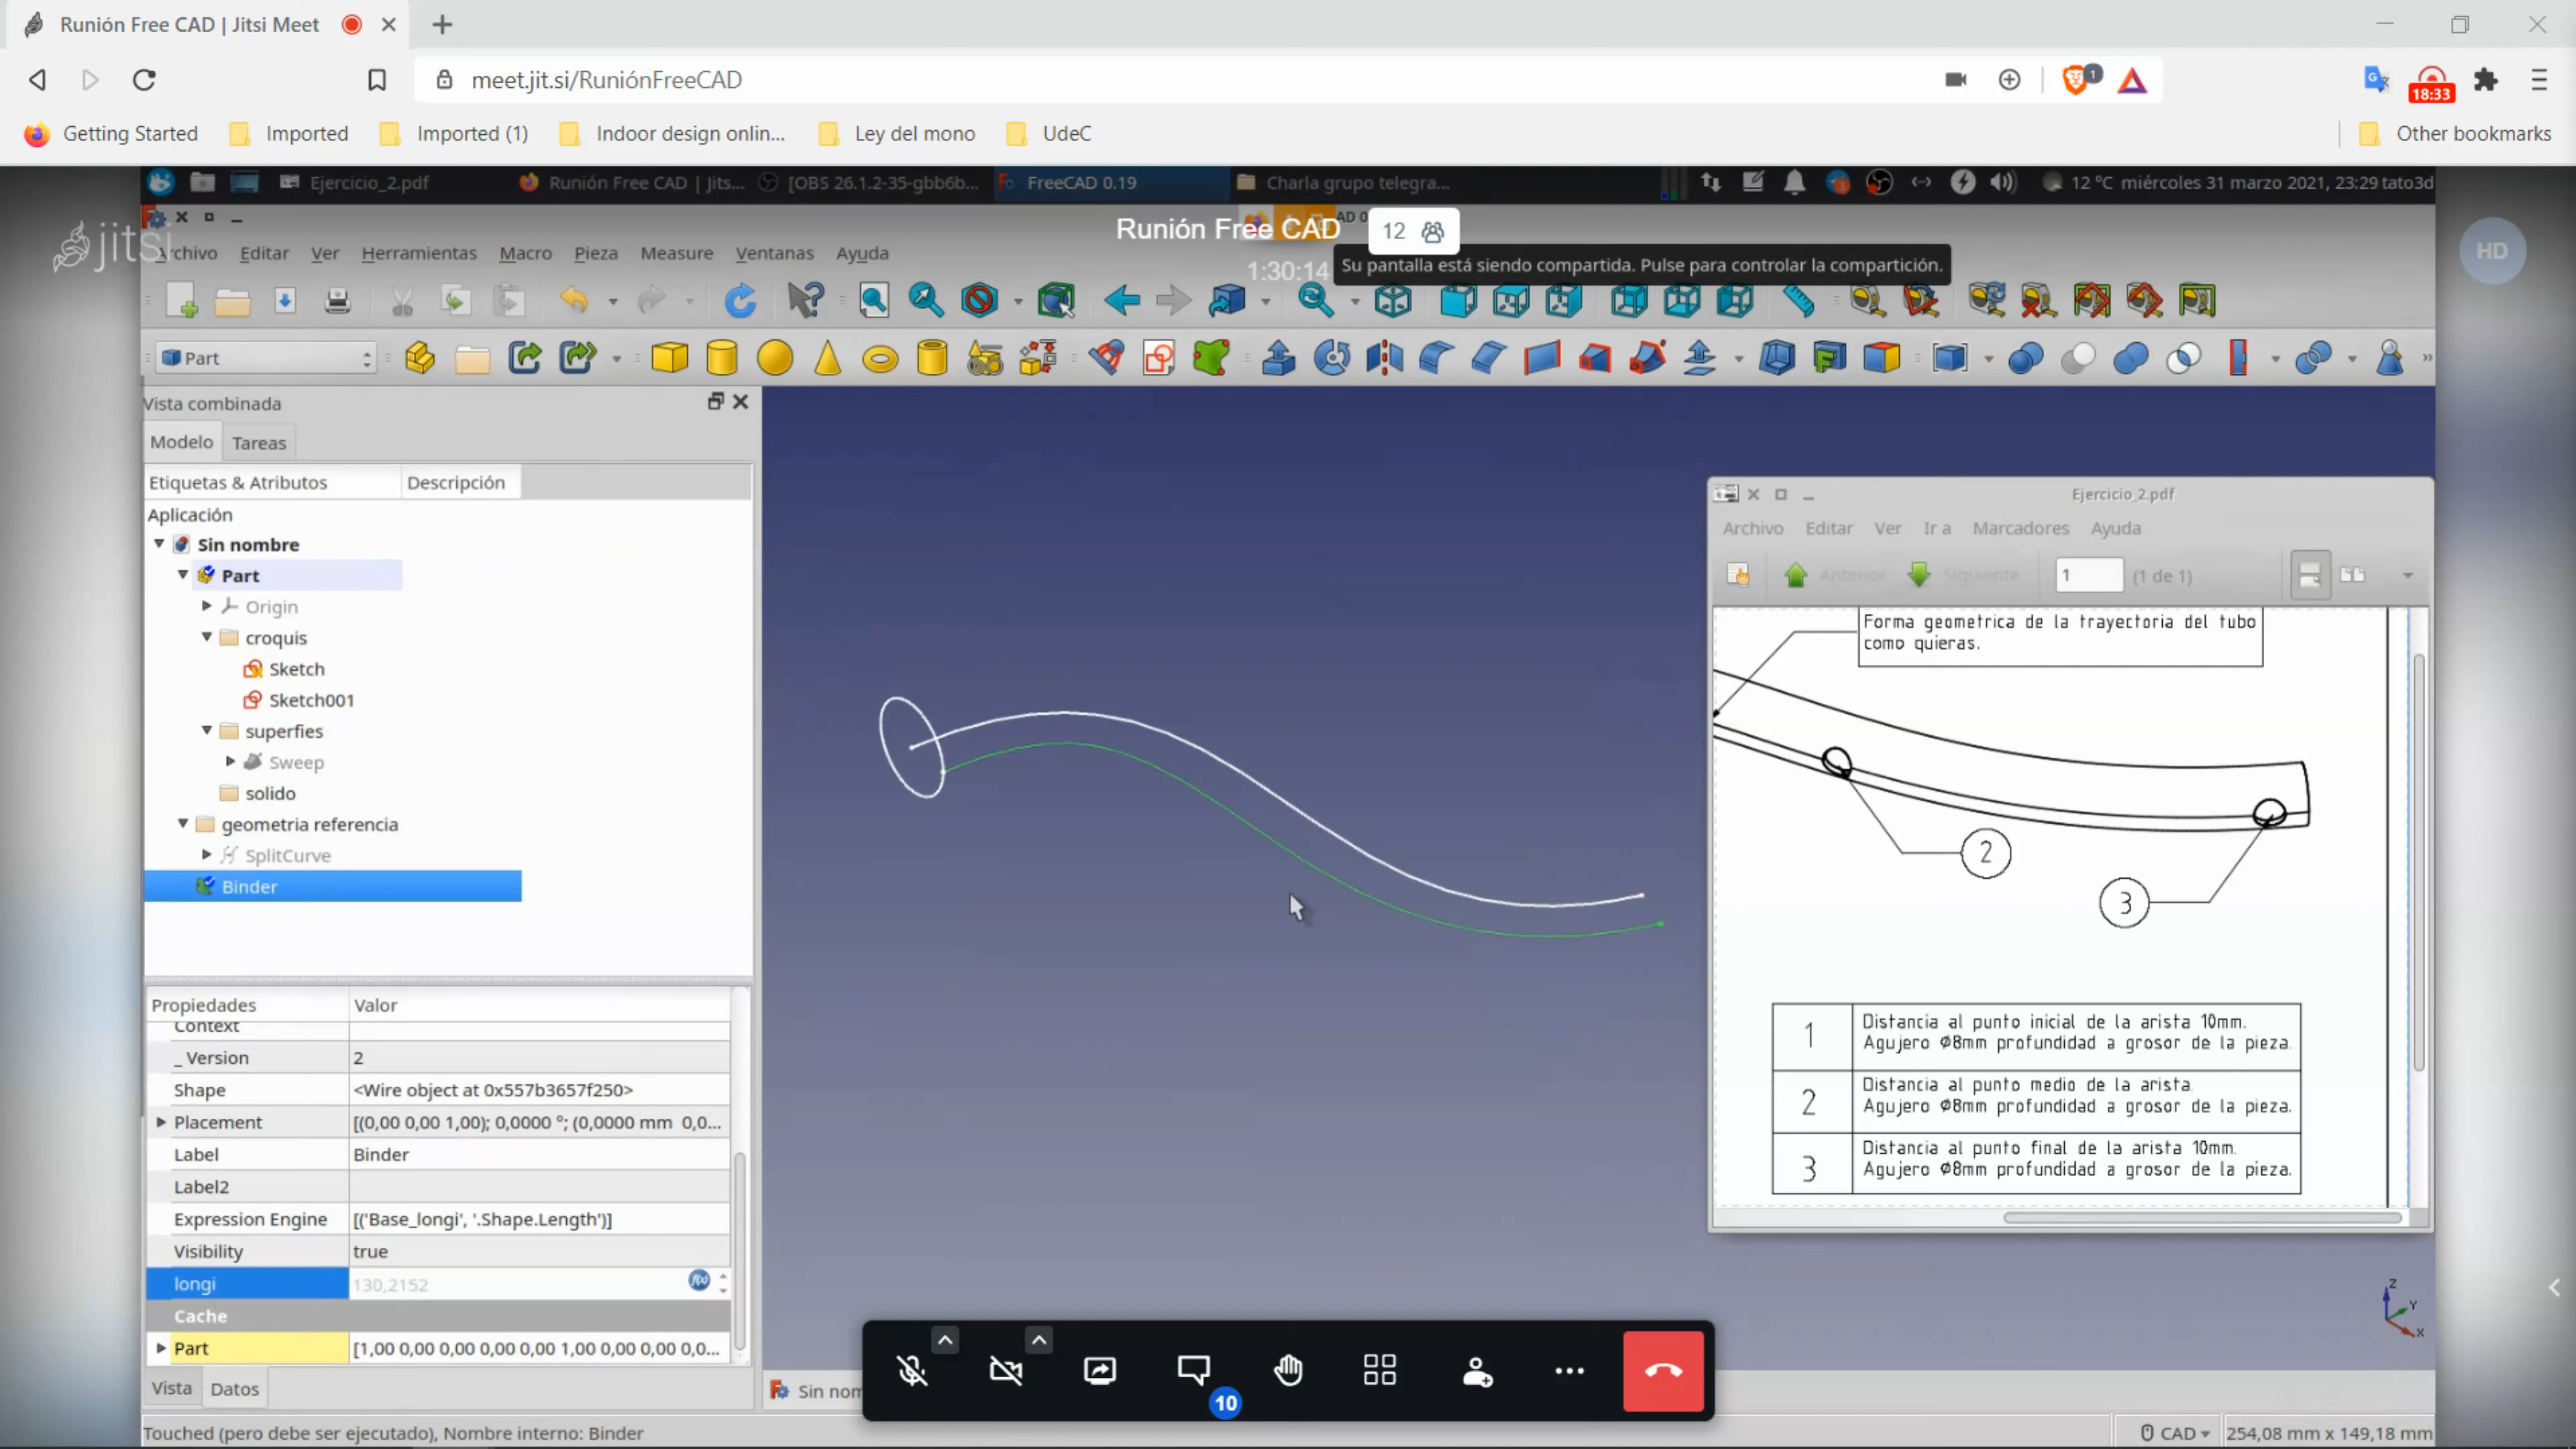 Runión Free CAD | Jitsi Meet
meet.jit.si/RuniónFreeCAD
1
18:33
Getting Started
Imported
Imported (1)
Indoor design onlin...
Ley del mono
UdeC
Other bookmarks
Ejercicio_2.pdf
Runión Free CAD | Jits...
[OBS 26.1.2-35-gbb6b...
FreeCAD 0.19
Charla grupo telegra...
12 °C
miércoles 31 marzo 2021, 23:29
tato3d
jitsi
Runión Free CAD
12
HD
Archivo
Editar
Ver
Herramientas
Macro
Pieza
Measure
Ventanas
Ayuda
1:30:14
Su pantalla está siendo compartida. Pulse para controlar la compartición.
Part
Vista combinada
Modelo
Tareas
Etiquetas & Atributos
Descripción
Aplicación
Sin nombre
Part
Origin
croquis
Sketch
Sketch001
superfies
Sweep
solido
geometria referencia
SplitCurve
Binder
Propiedades
Valor
Context
_ Version
2
Shape
<Wire object at 0x557b3657f250>
Placement
[(0,00 0,00 1,00); 0,0000 °; (0,0000 mm 0,0...
Label
Binder
Label2
Expression Engine
[('Base_longi', '.Shape.Length')]
Visibility
true
longi
130,2152
Cache
Part
[1,00 0,00 0,00 0,00 0,00 1,00 0,00 0,00 0,0...
Vista
Datos
Sin nom
Touched (pero debe ser ejecutado), Nombre interno: Binder
CAD
254,08 mm x 149,18 mm
10
Z
Y
X
Ejercicio_2.pdf
Archivo
Editar
Ver
Ir a
Marcadores
Ayuda
Anterior
Siguiente
1
(1 de 1)
Forma geometrica de la trayectoria del tubo
como quieras.
2
3
1
Distancia al punto inicial de la arista 10mm.
Agujero Ø8mm profundidad a grosor de la pieza.
2
Distancia al punto medio de la arista.
Agujero Ø8mm profundidad a grosor de la pieza.
3
Distancia al punto final de la arista 10mm.
Agujero Ø8mm profundidad a grosor de la pieza.